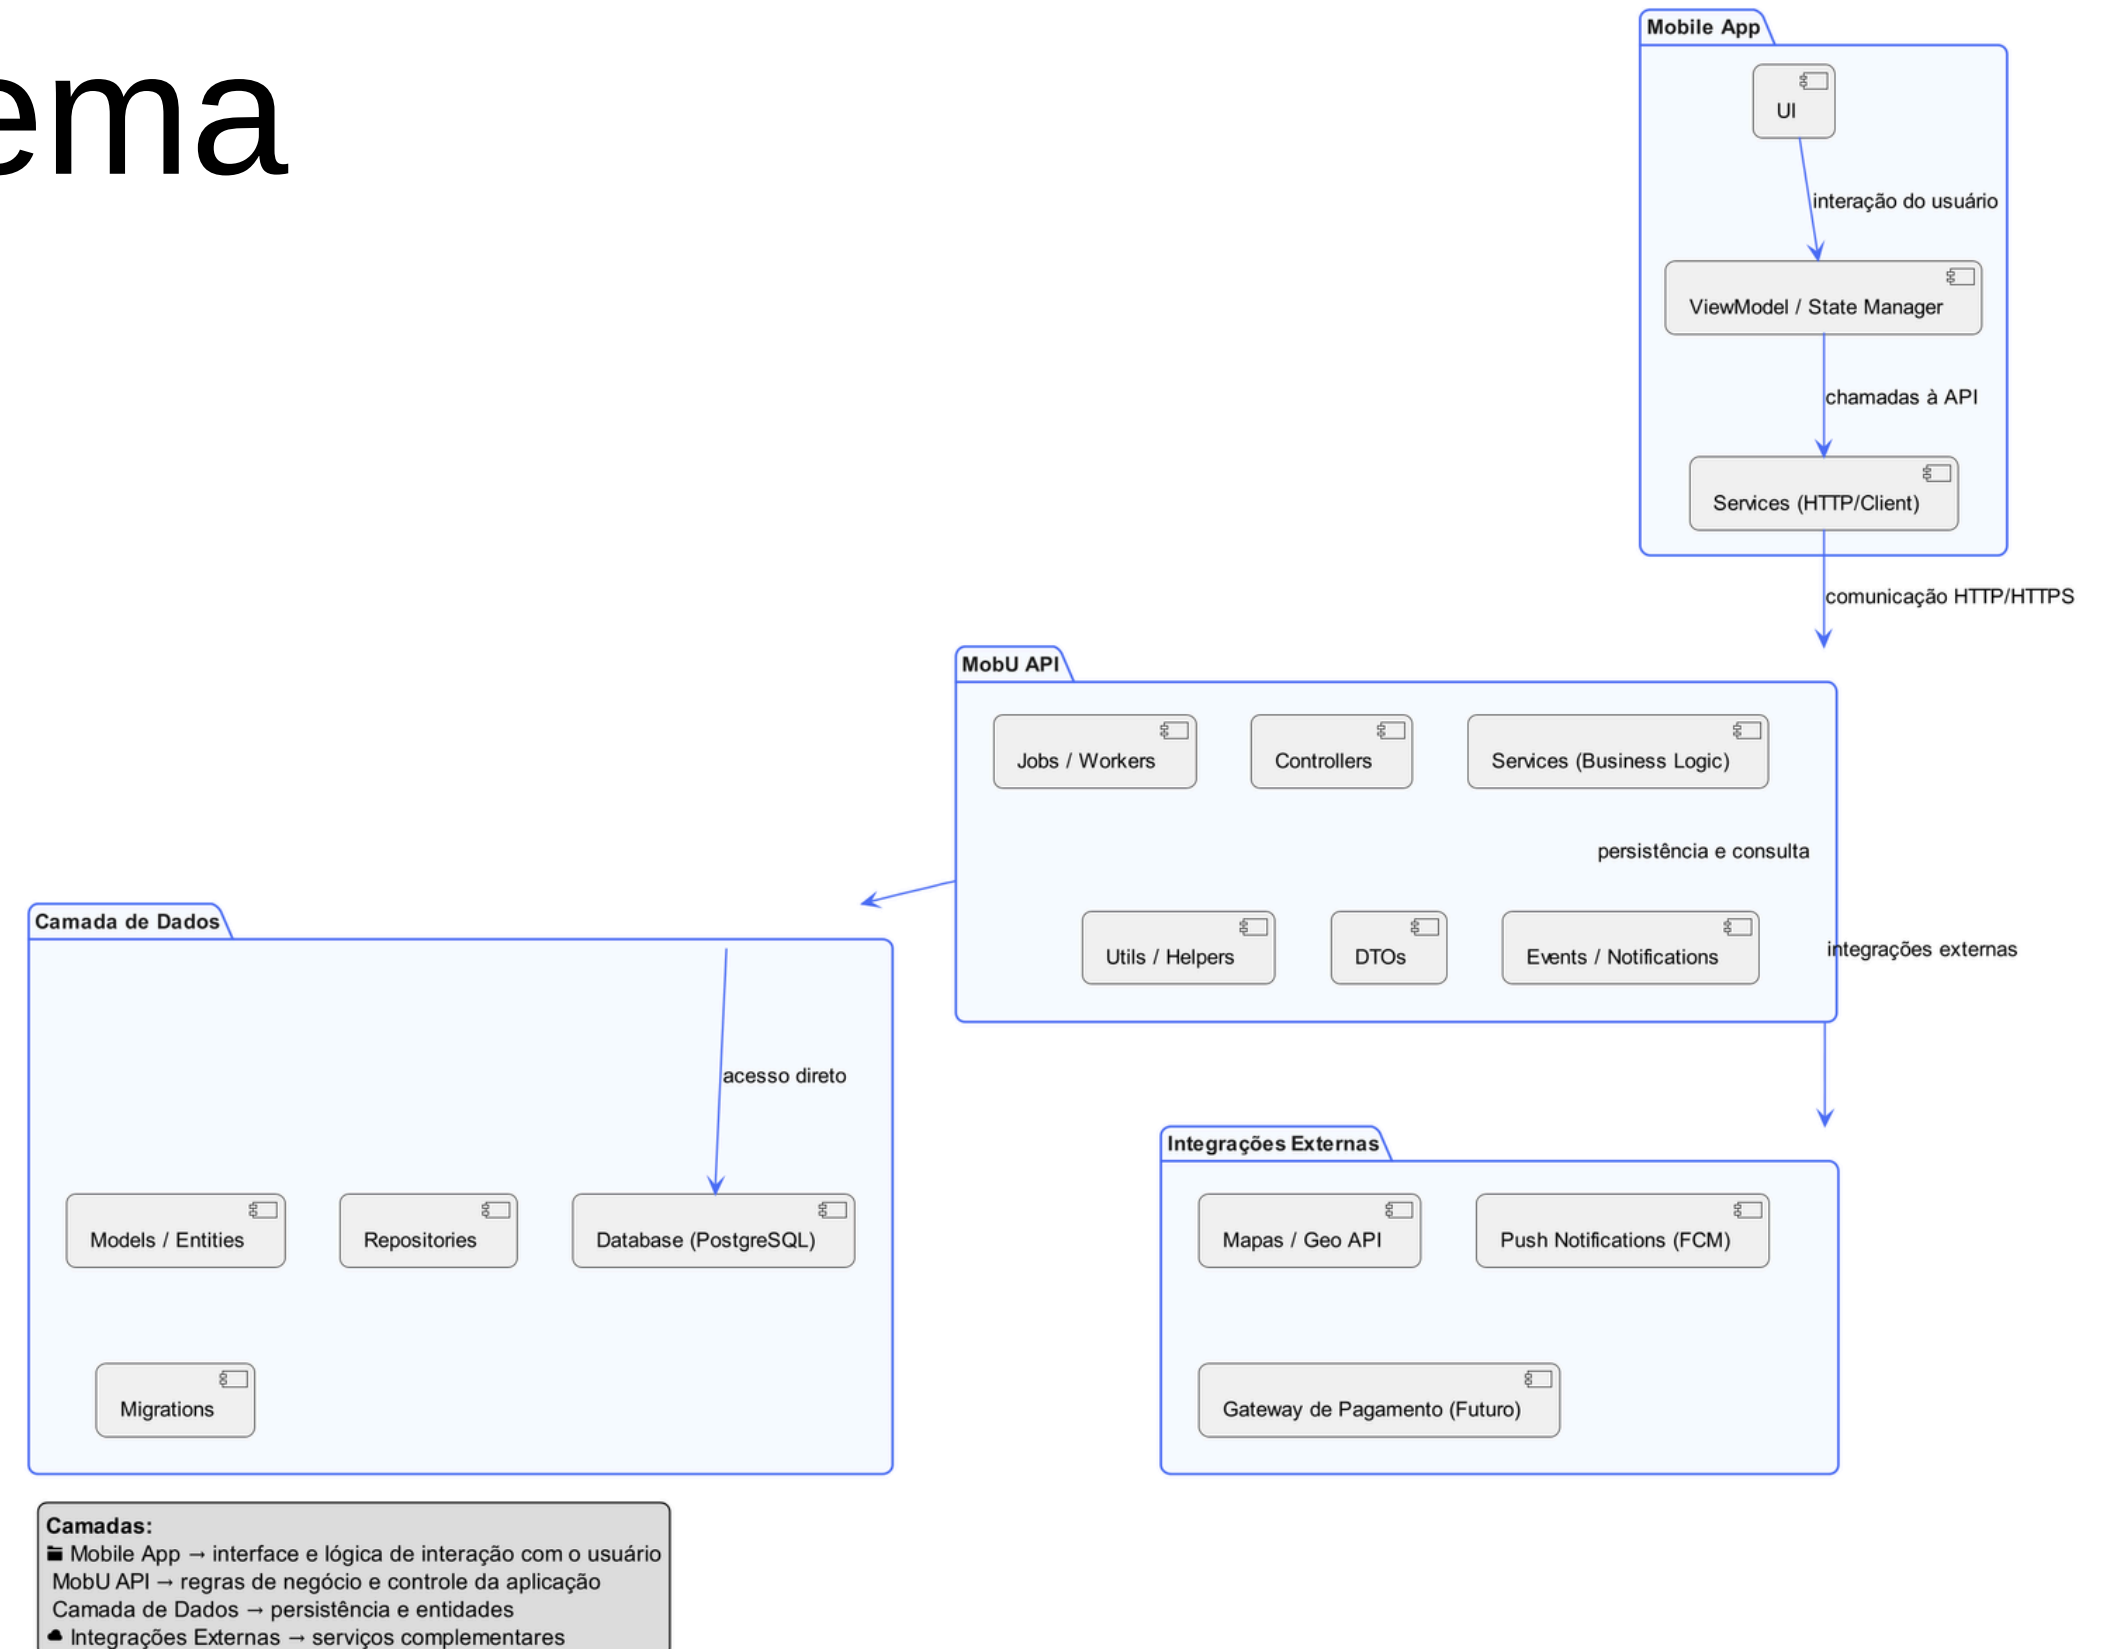 ema
Mobile App
UI
interação do usuário
ViewModel / State Manager
chamadas à API
Services (HTTP/Client)
comunicação HTTP/HTTPS
MobU API
Jobs / Workers
Controllers
Services (Business Logic)
persistência e consulta
Utils / Helpers
DTOs
Events / Notifications
integrações externas
Camada de Dados
acesso direto
Models / Entities
Repositories
Database (PostgreSQL)
Migrations
Integrações Externas
Mapas / Geo API
Push Notifications (FCM)
Gateway de Pagamento (Futuro)
Camadas:
Mobile App → interface e lógica de interação com o usuário
MobU API → regras de negócio e controle da aplicação
Camada de Dados → persistência e entidades
Integrações Externas → serviços complementares